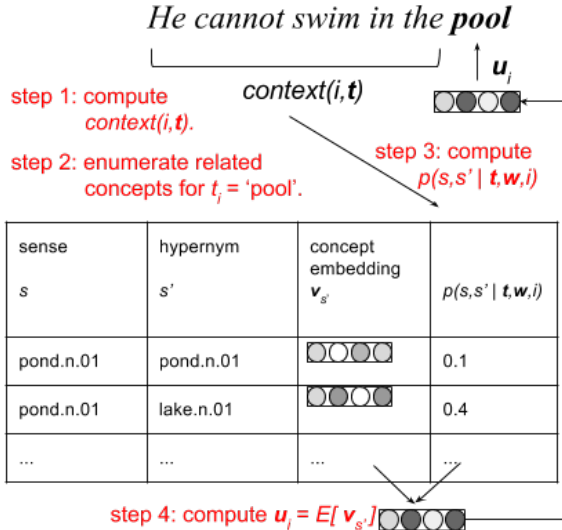 He cannot swim in the pool
u_i
context(i,t)
step 1: compute
context(i,t).
step 2: enumerate related
concepts for t_i = 'pool'.
step 3: compute
p(s,s' | t,w,i)
sense
s
hypernym
s'
concept
embedding
v_s'
p(s,s' | t,w,i)
pond.n.01 pond.n.01 0.1
pond.n.01 lake.n.01 0.4
... ... ... ...
step 4: compute u_i = E[ v_s' ]